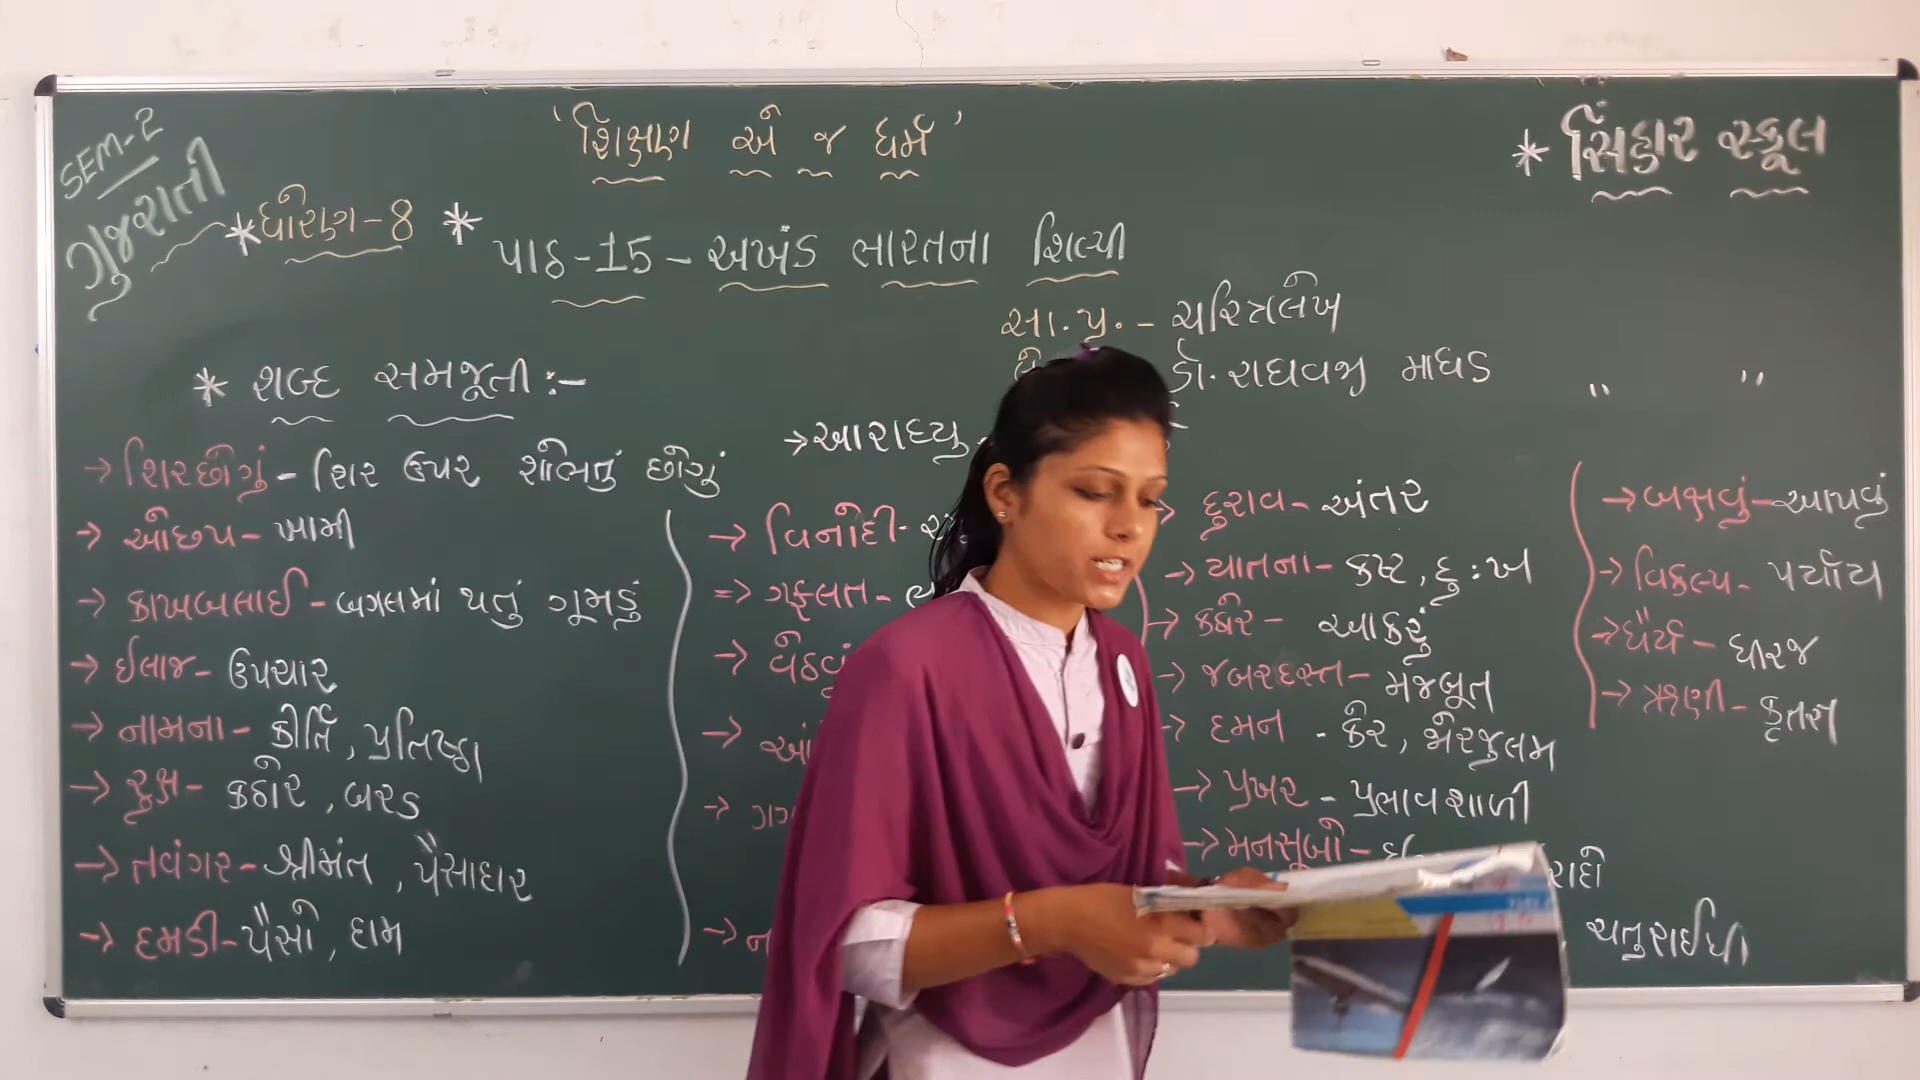 SEM-2
ગુજરાતી
'શિક્ષણ એ જ ધર્મ'
* સિંહાર સ્કૂલ
*ધોરણ-8 *
પાઠ-15 - અખંડ ભારતના શિલ્પી
સા.પ્ર. - ચરિત્રલેખ
ડૉ. રાઘવજી માધડ
* શબ્દ સમજૂતી :-
→ શિરછોગું - શિર ઉપર શોભતું છોગું
→ ઓછપ - ખામી
→ કાખબલાઈ - બગલમાં થતું ગૂમડું
→ ઈલાજ - ઉપચાર
→ નામના - કીર્તિ, પ્રતિષ્ઠા
→ રુક્ષ - કઠોર, બરડ
→ તવંગર - શ્રીમંત, પૈસાદાર
→ દમડી - પૈસો, દામ
→ આરાધ્યુ -
→ વિનોદી -
→ ગફલત -
→ વેઠવું
→ દુરાવ - અંતર
→ યાતના - કષ્ટ, દુ:ખ
→ કઠોર - આકરું
→ જબરદસ્ત - મજબૂત
→ દમન - કેર, જોરજુલમ
→ પ્રખર - પ્રભાવશાળી
→ મનસૂબો -
ચતુરાઈથી
→ બક્ષવું - આપવું
→ વિકલ્પ - પર્યાય
→ ધૈર્ય - ધીરજ
→ ઋણી - કૃતજ્ઞ